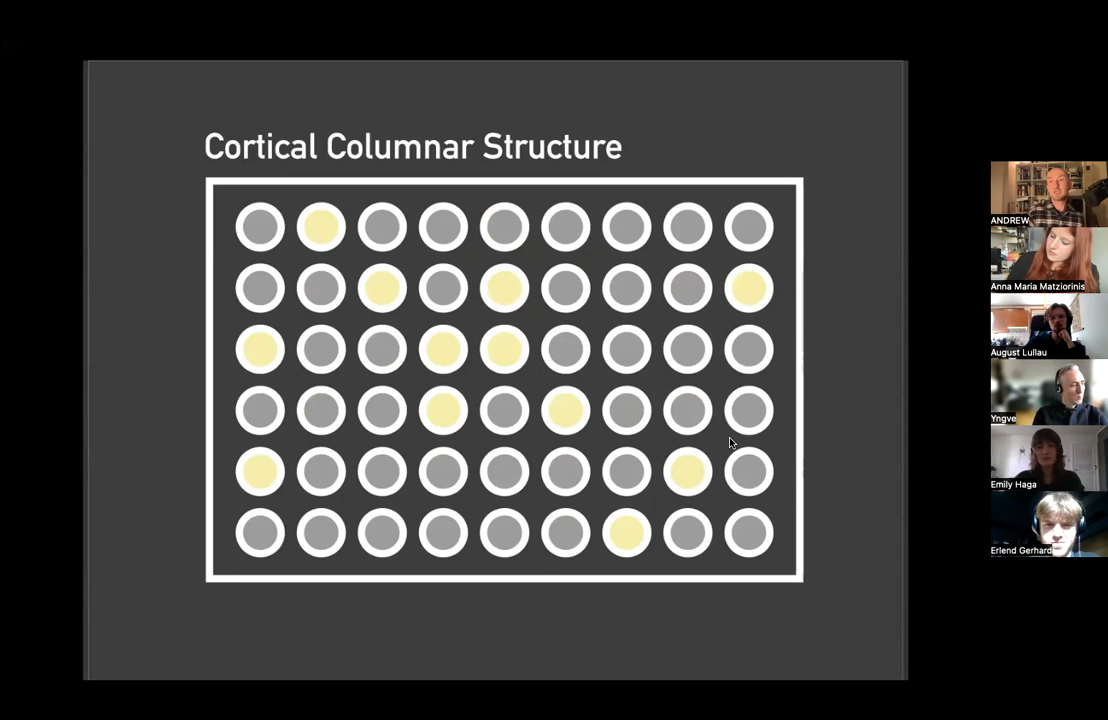 Cortical Columnar Structure
ANDREW
Anna Maria Matziorinis
August Lullau
Yngve
Emily Haga
Erlend Gerhard